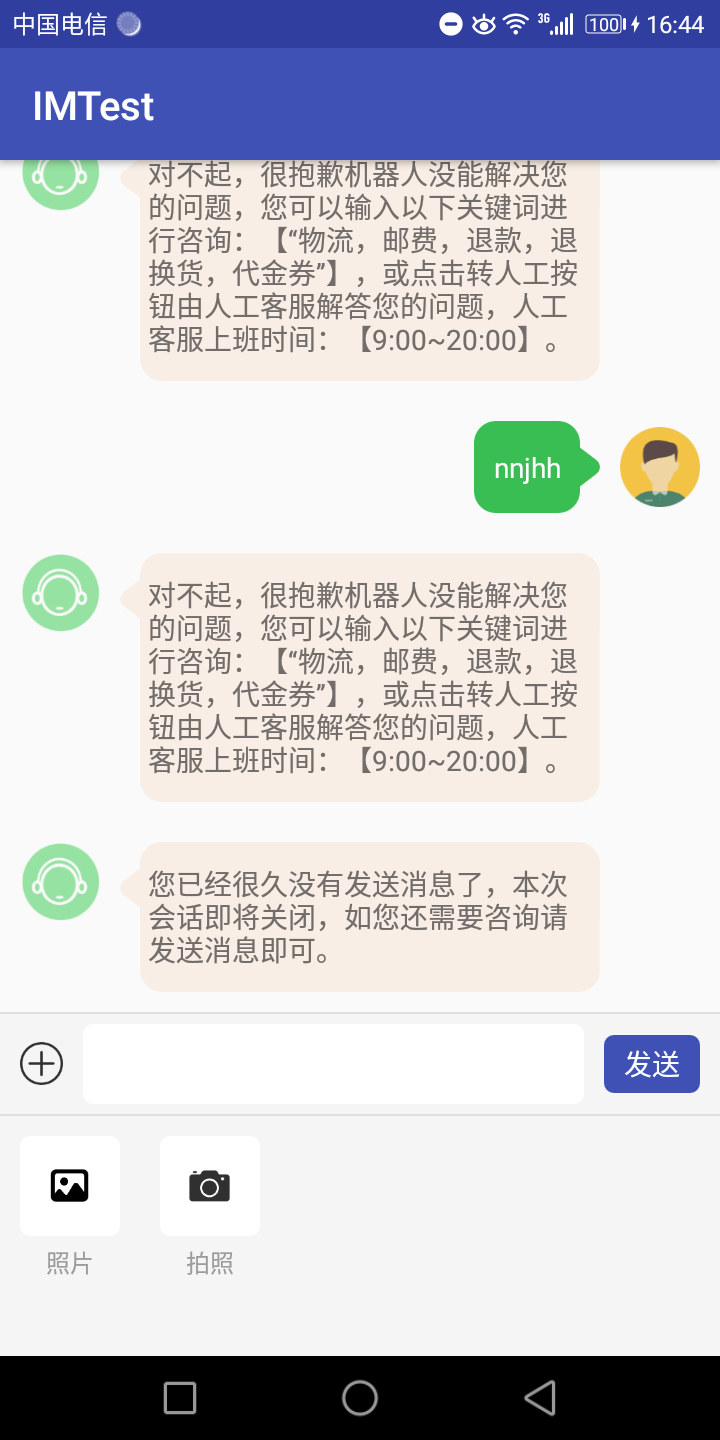 中国电信 3G 100 16:44
IMTest
对不起，很抱歉机器人没能解决您
的问题，您可以输入以下关键词进
行咨询：【“物流，邮费，退款，退
换货，代金券”】，或点击转人工按
钮由人工客服解答您的问题，人工
客服上班时间：【9:00~20:00】。
nnjhh
对不起，很抱歉机器人没能解决您
的问题，您可以输入以下关键词进
行咨询：【“物流，邮费，退款，退
换货，代金券”】，或点击转人工按
钮由人工客服解答您的问题，人工
客服上班时间：【9:00~20:00】。
您已经很久没有发送消息了，本次
会话即将关闭，如您还需要咨询请
发送消息即可。
发送
照片 拍照